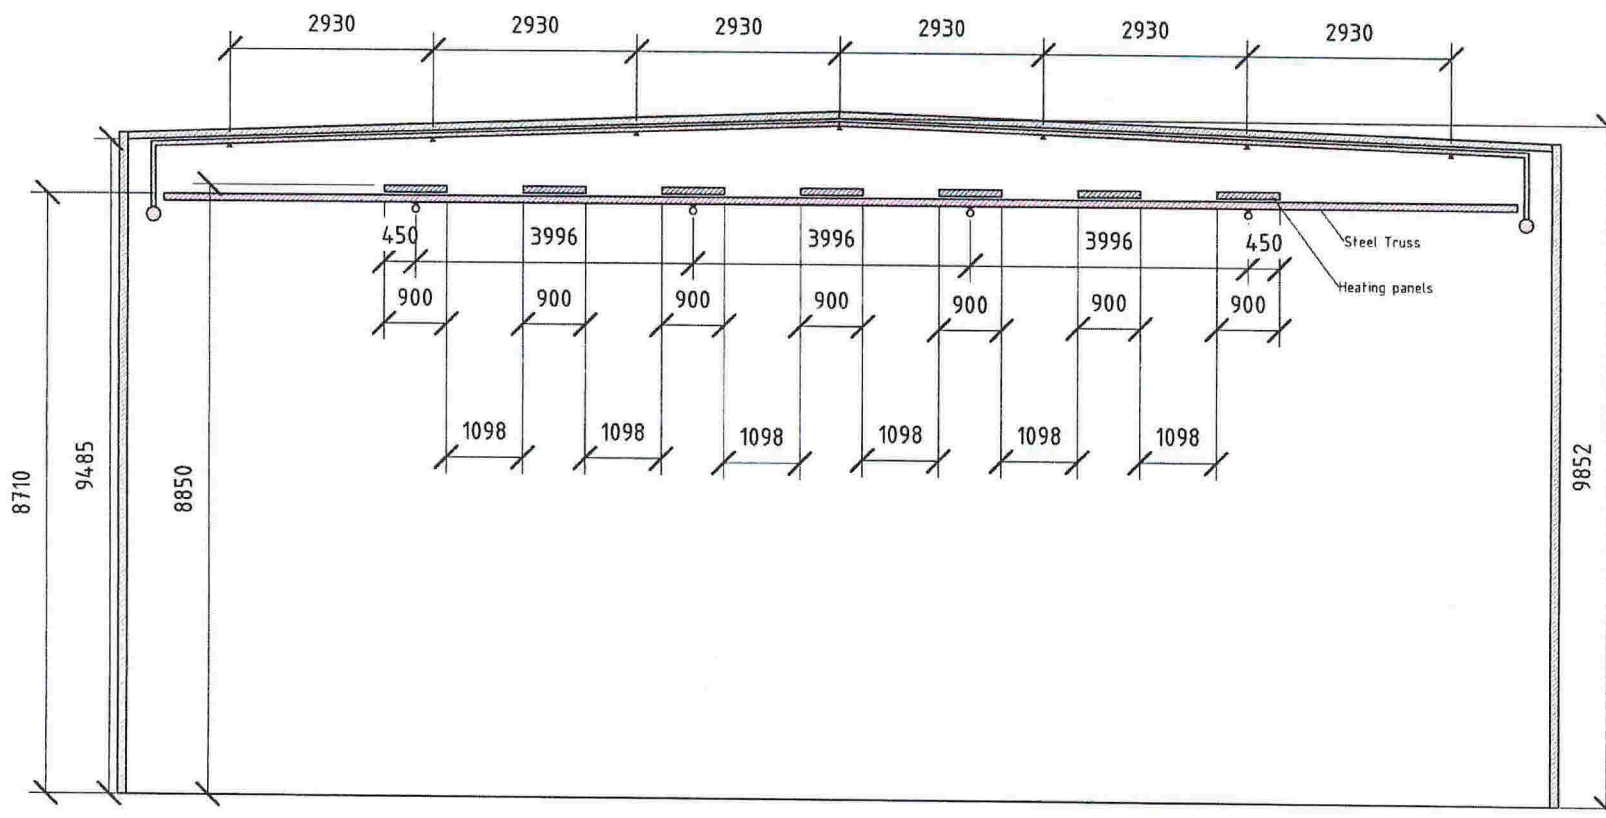 2930 2930 2930 2930 2930 2930
450 3996 3996 3996 450
Steel Truss
Heating panels
900 900 900 900 900 900 900
1098 1098 1098 1098 1098 1098
8710
9485
8850
9852